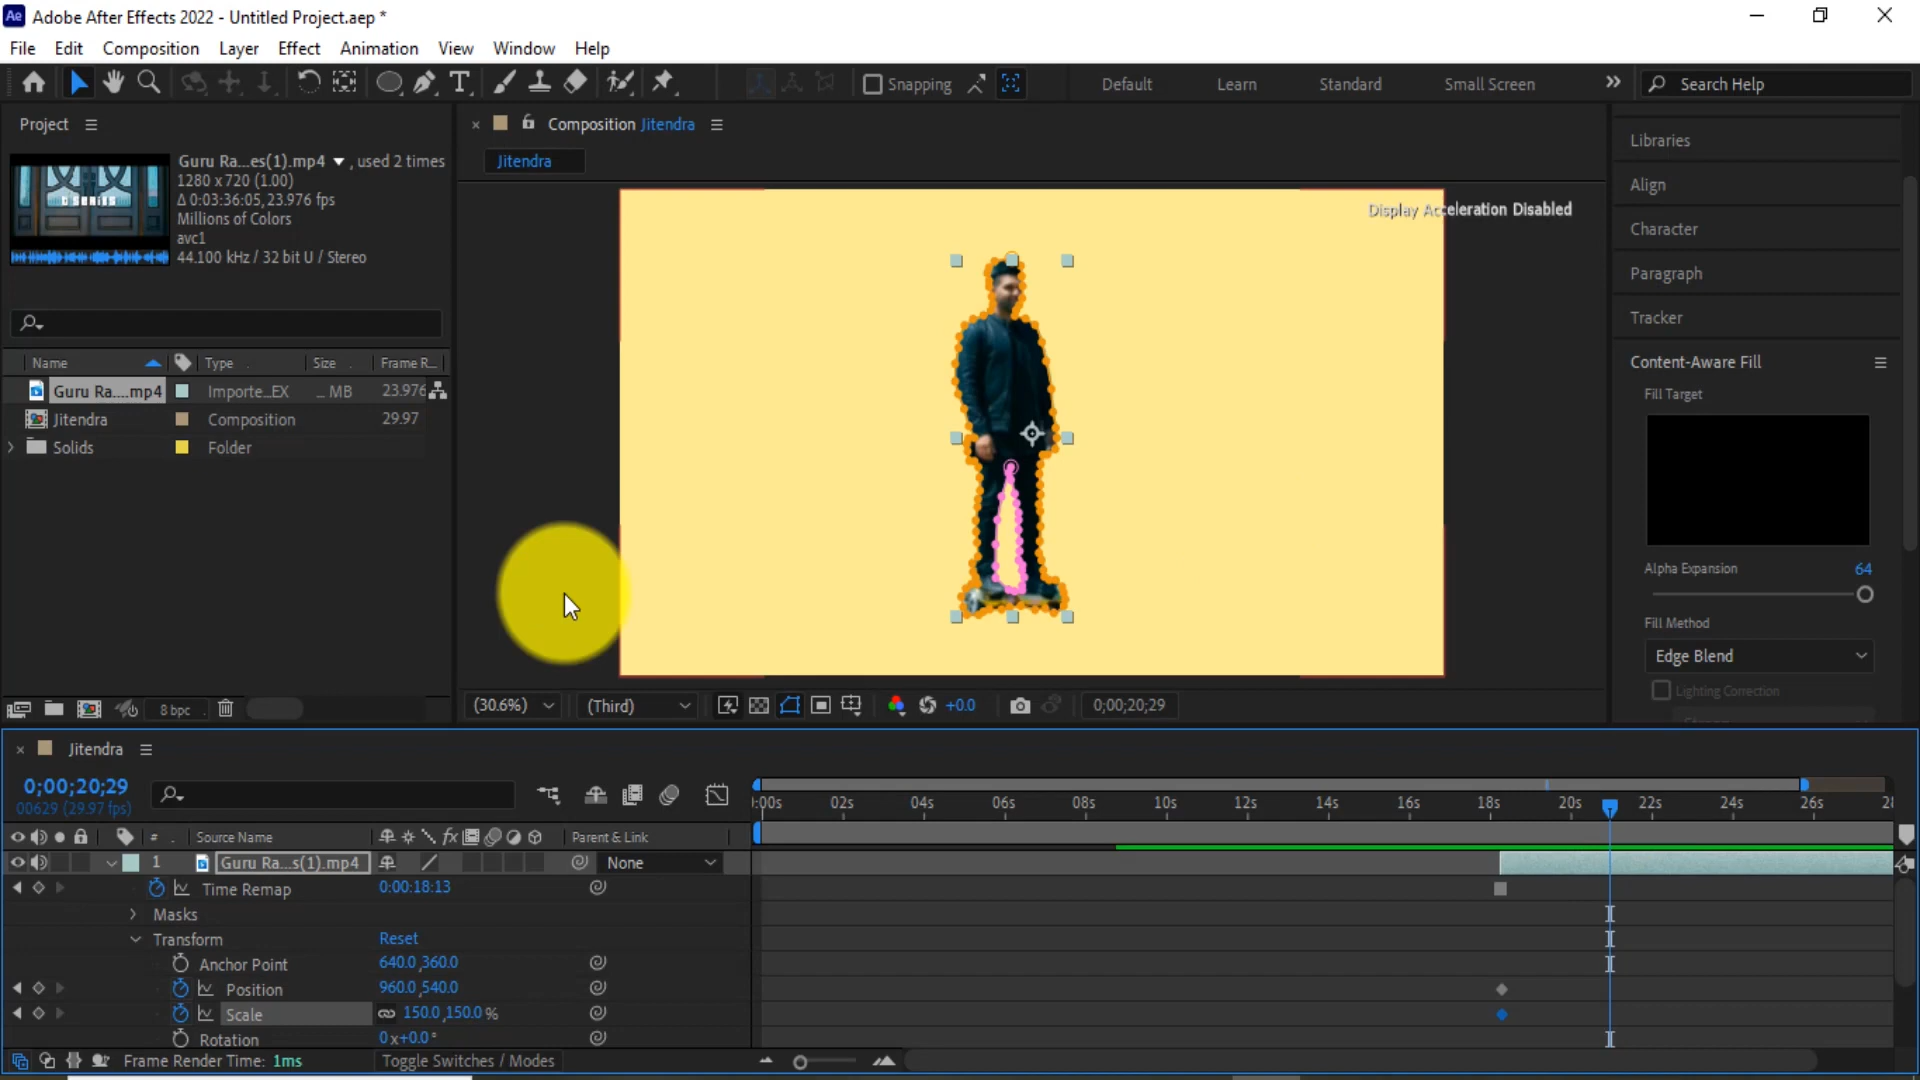 Ae Adobe After Effects 2022 - Untitled Project.aep *
File Edit Composition Layer Effect Animation View Window Help
Snapping Default Learn Standard Small Screen Search Help
Project
Composition Jitendra
Jitendra
Guru Ra...es(1).mp4 , used 2 times
1280 x 720 (1.00)
Δ 0:03:36:05, 23.976 fps
Millions of Colors
avc1
44.100 kHz / 32 bit U / Stereo
Name Type Size Frame R...
Guru Ra....mp4 Importe...EX ... MB 23.976
Jitendra Composition 29.97
Solids Folder
8 bpc
Display Acceleration Disabled
(30.6%) (Third) +0.0 0;00;20;29
Libraries
Align
Character
Paragraph
Tracker
Content-Aware Fill
Fill Target
Alpha Expansion 64
Fill Method
Edge Blend
Lighting Correction
Jitendra
0;00;20;29
00629 (29.97 fps)
:00s 02s 04s 06s 08s 10s 12s 14s 16s 18s 20s 22s 24s 26s 28
# Source Name fx Parent & Link
1 Guru Ra...s(1).mp4 None
Time Remap 0:00:18:13
Masks
Transform Reset
Anchor Point 640.0,360.0
Position 960.0,540.0
Scale 150.0,150.0%
Rotation 0x+0.0°
Frame Render Time: 1ms Toggle Switches / Modes